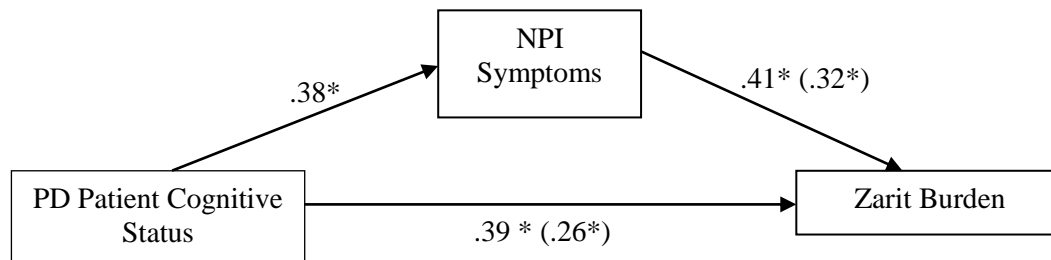 NPI
Symptoms
.38*
.41* (.32*)
PD Patient Cognitive
Status
Zarit Burden
.39 * (.26*)